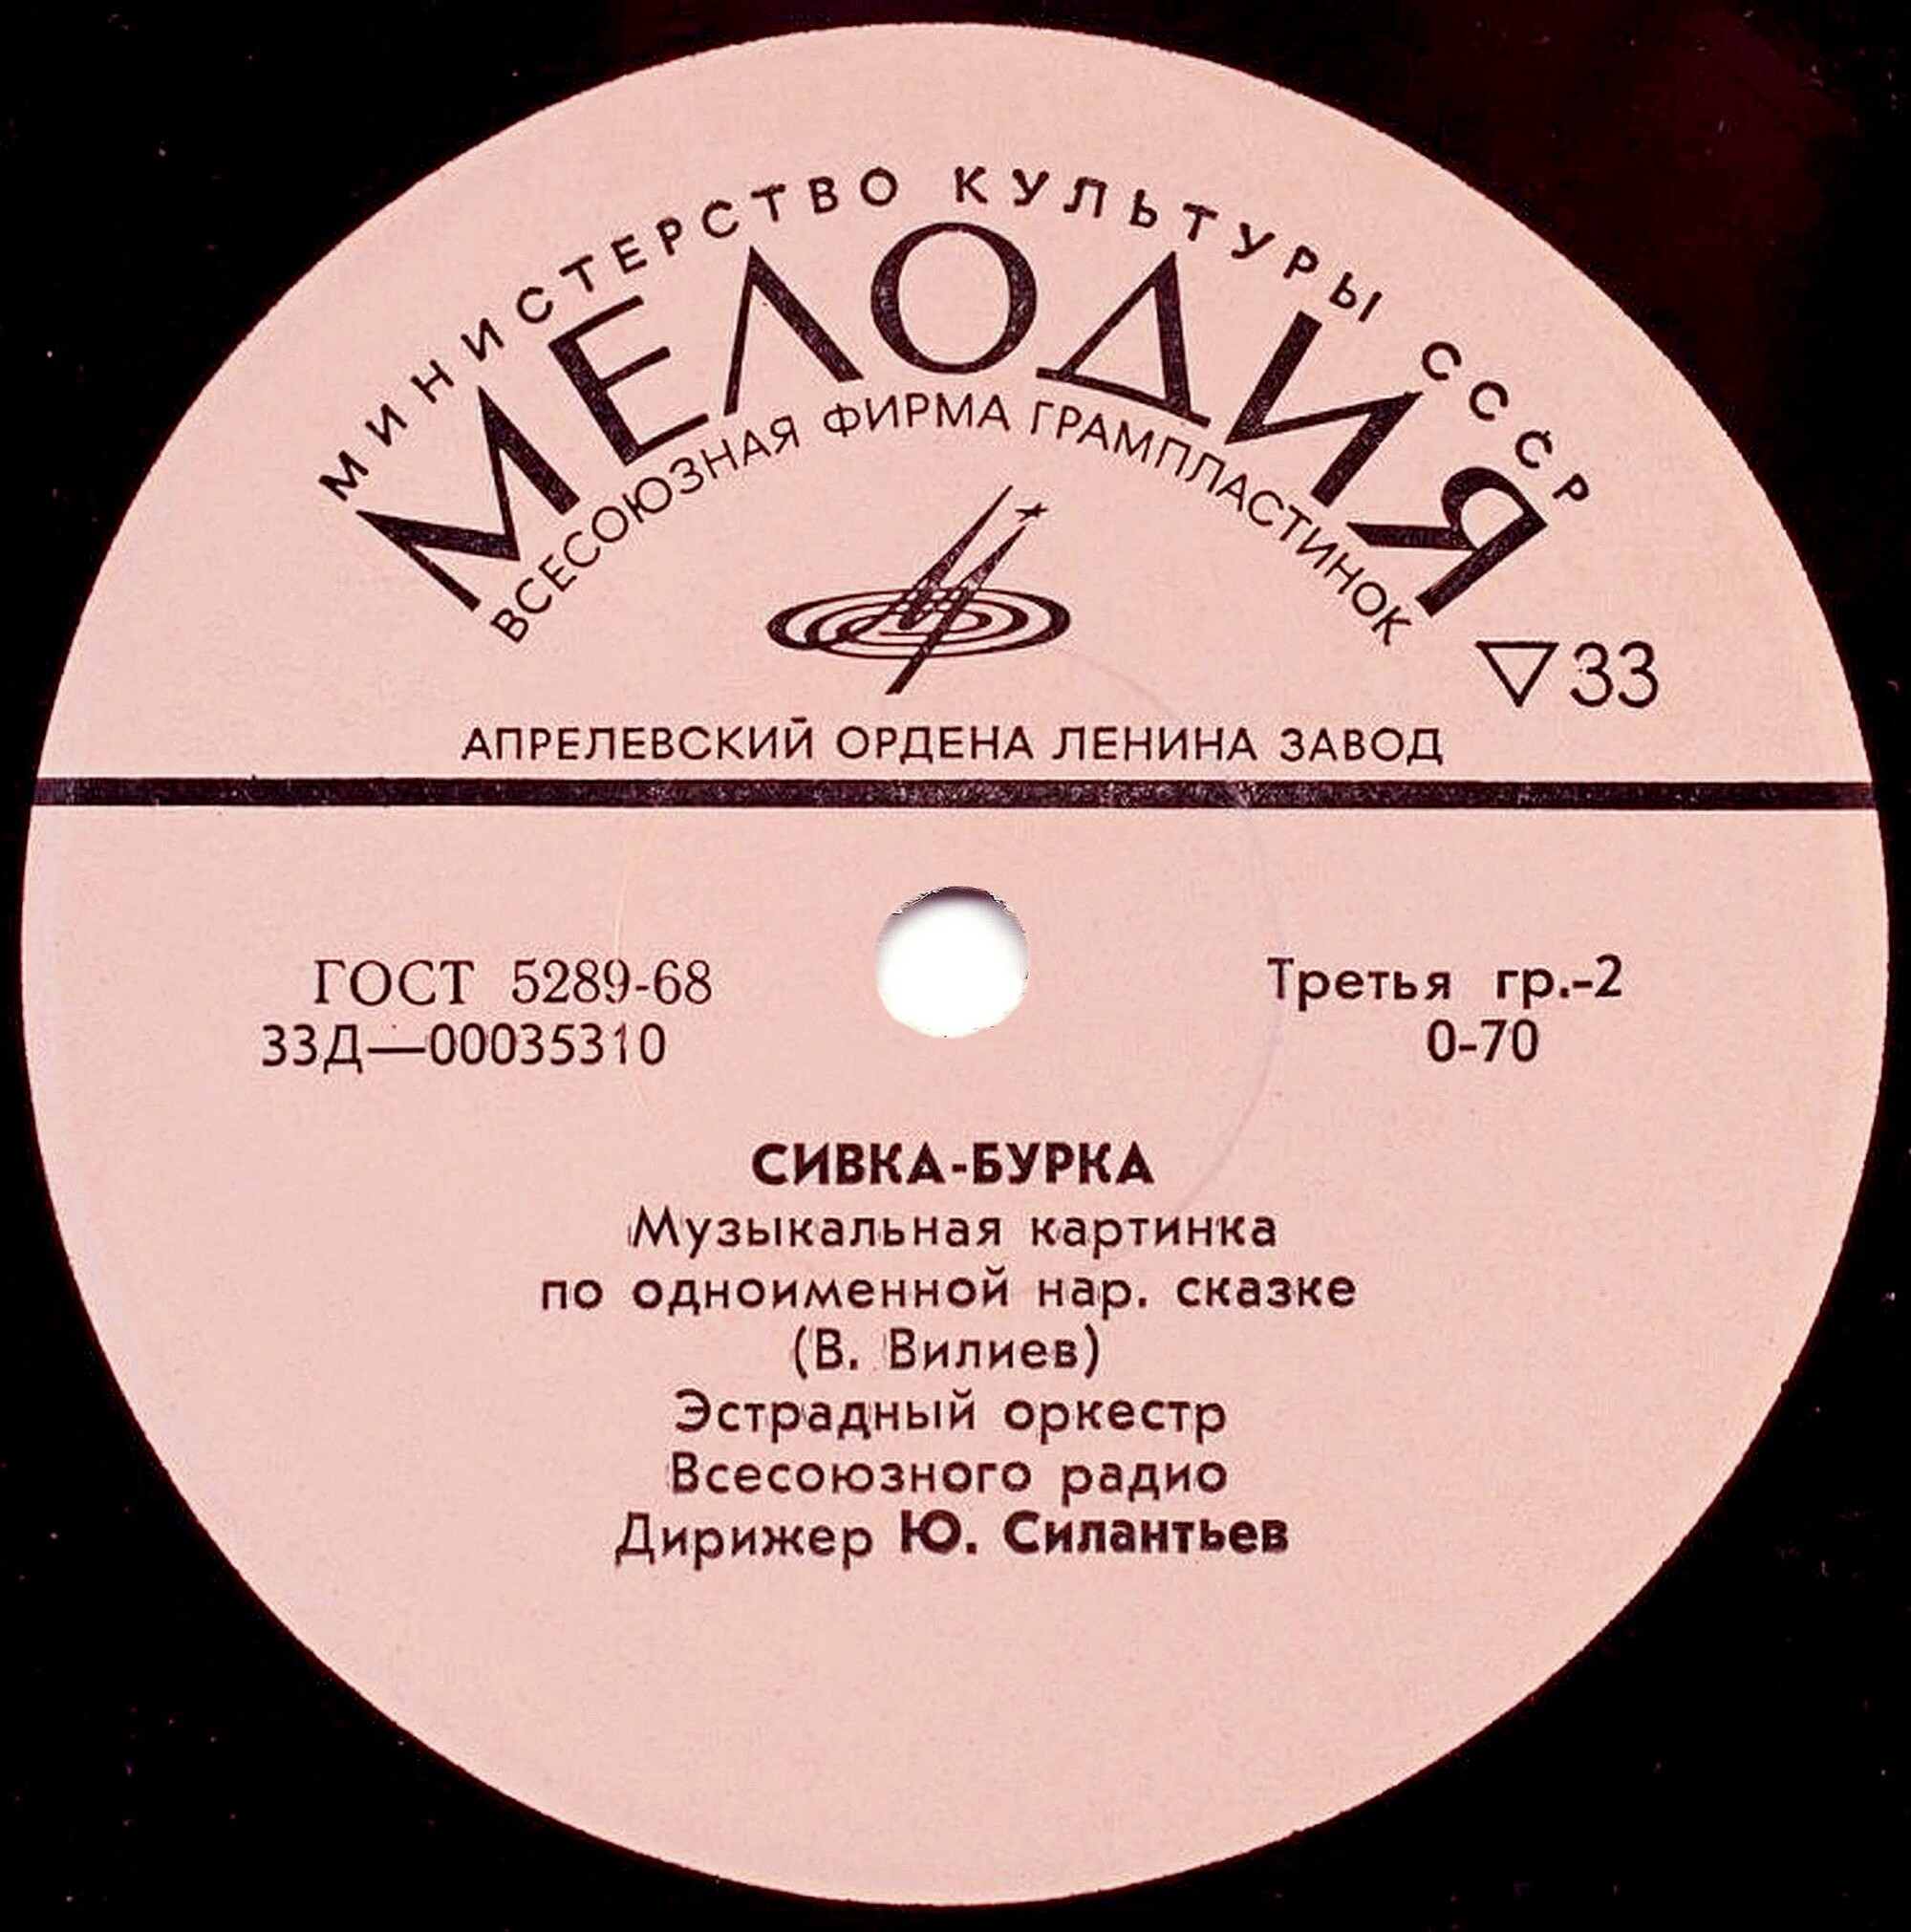 МИНИСТЕРСТВО КУЛЬТУРЫ СССР
МЕЛОДИЯ
ВСЕСОЮЗНАЯ ФИРМА ГРАМПЛАСТИНОК
▽33
АПРЕЛЕВСКИЙ ОРДЕНА ЛЕНИНА ЗАВОД
ГОСТ 5289-68
33Д—00035310
Третья гр.-2
0-70
СИВКА-БУРКА
Музыкальная картинка
по одноименной нар. сказке
(В. Вилиев)
Эстрадный оркестр
Всесоюзного радио
Дирижер Ю. Силантьев